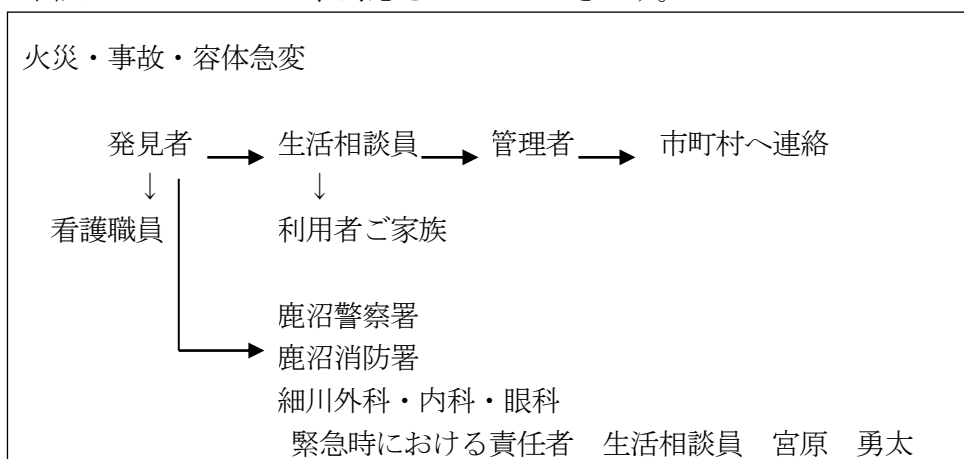 火災・事故・容体急変
発見者 → 生活相談員 → 管理者 → 市町村へ連絡
↓ ↓
看護職員 利用者ご家族
鹿沼警察署
鹿沼消防署
細川外科・内科・眼科
緊急時における責任者 生活相談員 宮原 勇太